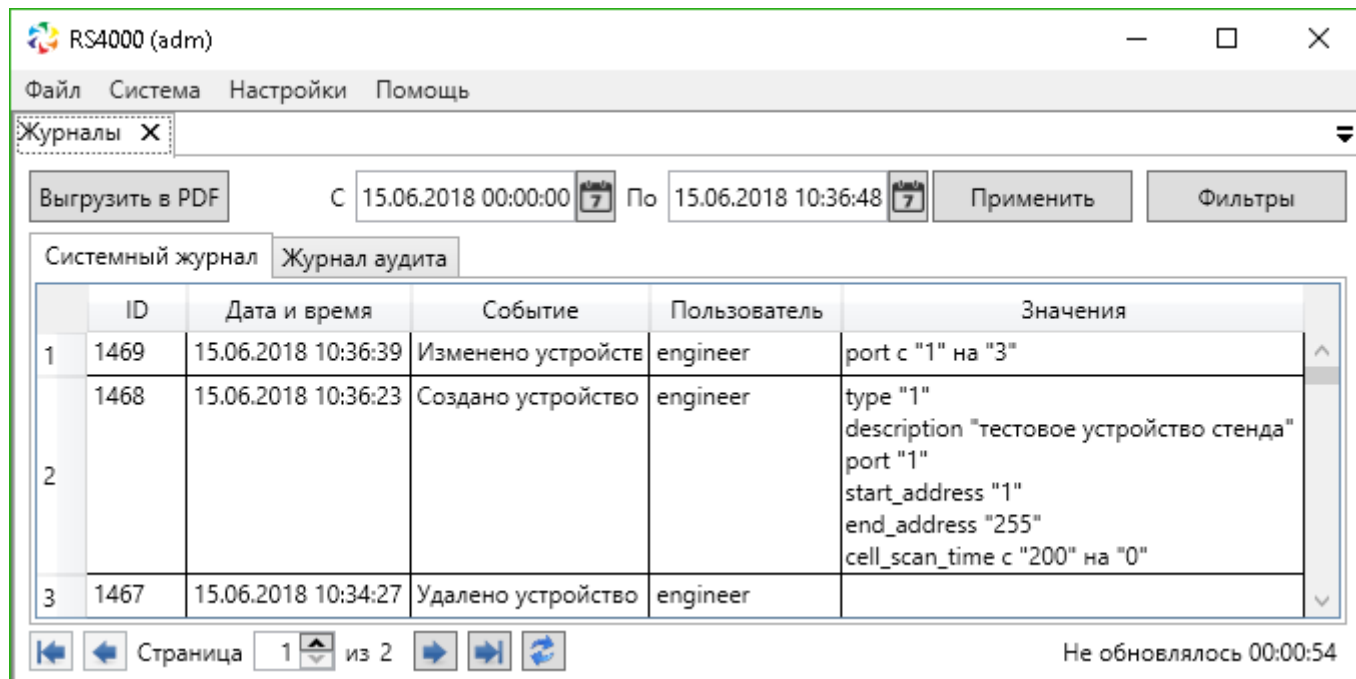 RS4000 (adm)
Файл Система Настройки Помощь
Журналы
Выгрузить в PDF С 15.06.2018 00:00:00 7 По 15.06.2018 10:36:48 7 Применить Фильтры
Системный журнал Журнал аудита
ID Дата и время Событие Пользователь Значения
1 1469 15.06.2018 10:36:39 Изменено устройств engineer port с "1" на "3"
2 1468 15.06.2018 10:36:23 Создано устройство engineer type "1"
description "тестовое устройство стенда"
port "1"
start_address "1"
end_address "255"
cell_scan_time с "200" на "0"
3 1467 15.06.2018 10:34:27 Удалено устройство engineer
Страница 1 из 2 Не обновлялось 00:00:54